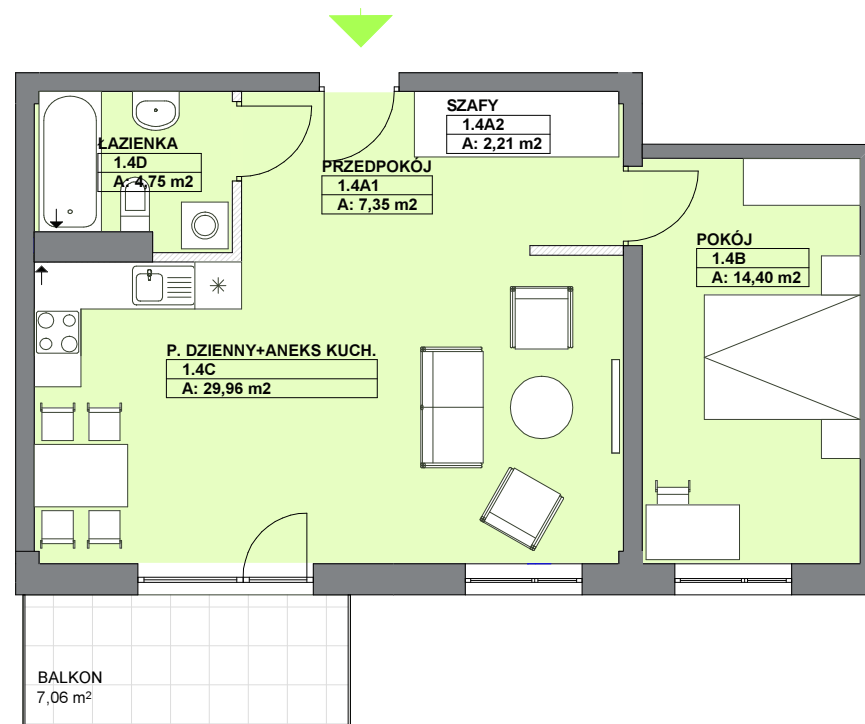 SZAFY
1.4A2
A: 2,21 m2
ŁAZIENKA
1.4D
A: 4,75 m2
PRZEDPOKÓJ
1.4A1
A: 7,35 m2
POKÓJ
1.4B
A: 14,40 m2
P. DZIENNY+ANEKS KUCH.
1.4C
A: 29,96 m2
BALKON
7,06 m²